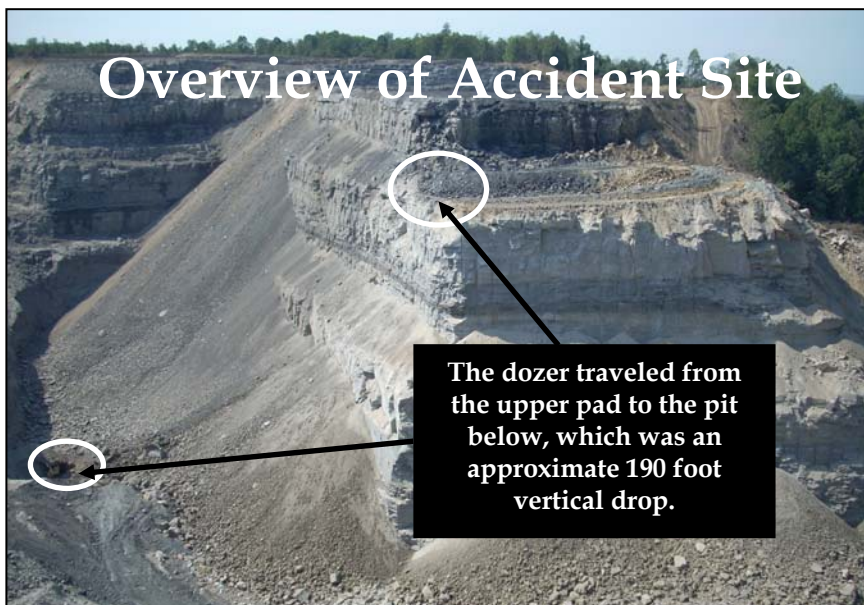 Overview of Accident Site
The dozer traveled from
the upper pad to the pit
below, which was an
approximate 190 foot
vertical drop.